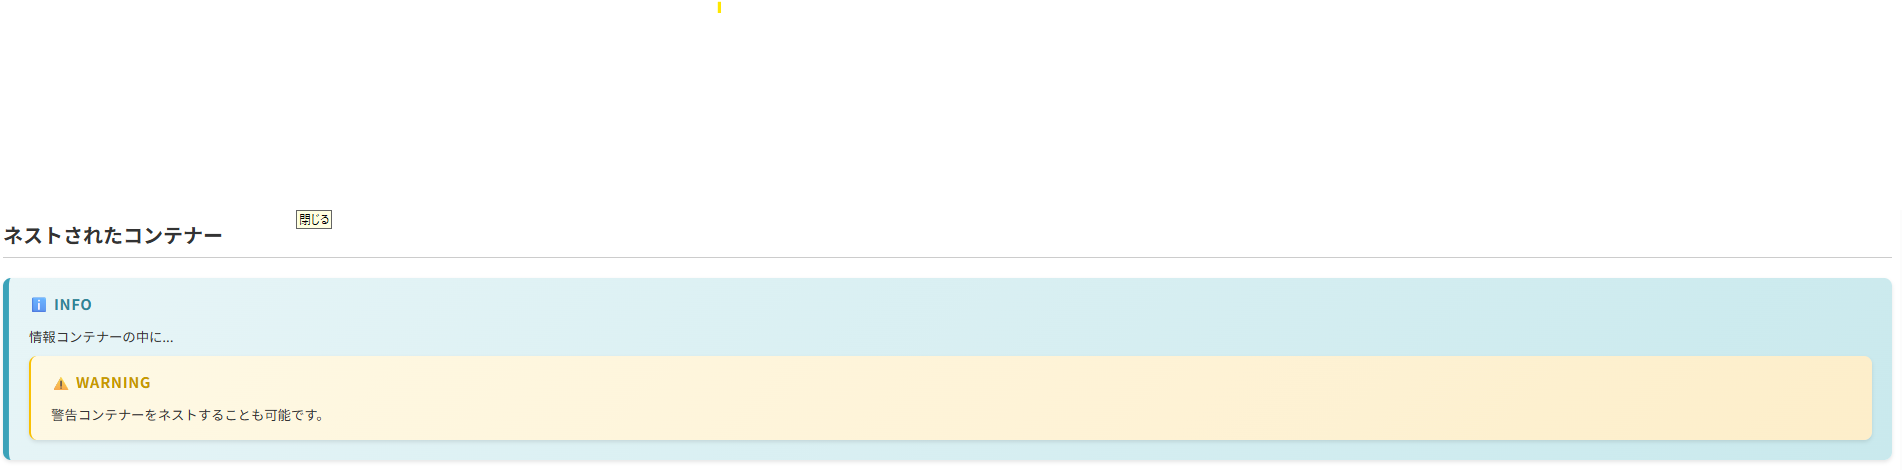 閉じる
ネストされたコンテナー
INFO
情報コンテナーの中に...
WARNING
警告コンテナーをネストすることも可能です。